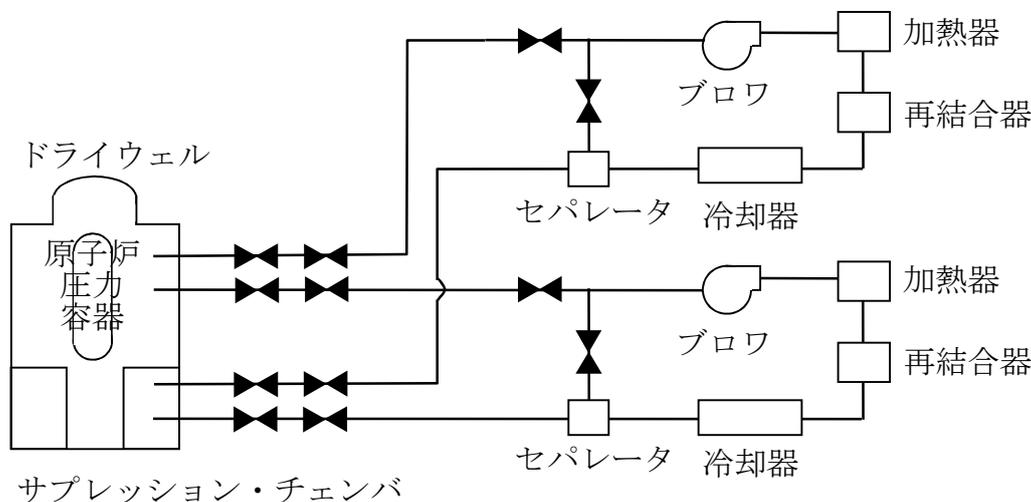 加熱器
ブロワ
再結合器
ドライウェル
セパレータ
冷却器
原子炉
圧力
容器
加熱器
ブロワ
再結合器
セパレータ
冷却器
サプレッション・チェンバ